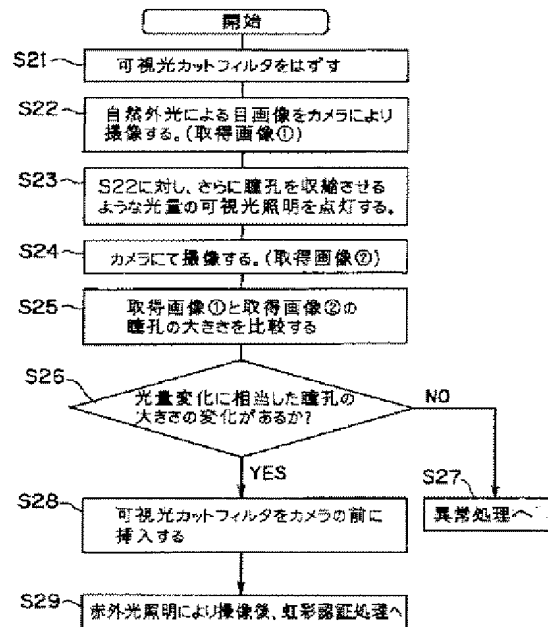 開始
S21
可視光カットフィルタをはずす
S22
自然外光による目画像をカメラにより
撮像する。(取得画像①)
S23
S22に対し、さらに瞳孔を収縮させる
ような光量の可視光照明を点灯する。
S24
カメラにて撮像する。(取得画像②)
S25
取得画像①と取得画像②の
瞳孔の大きさを比較する
S26
光量変化に相当した瞳孔の
大きさの変化があるか?
NO
YES
S27
異常処理へ
S28
可視光カットフィルタをカメラの前に
挿入する
S29
赤外光照明により撮像後、虹彩認証処理へ